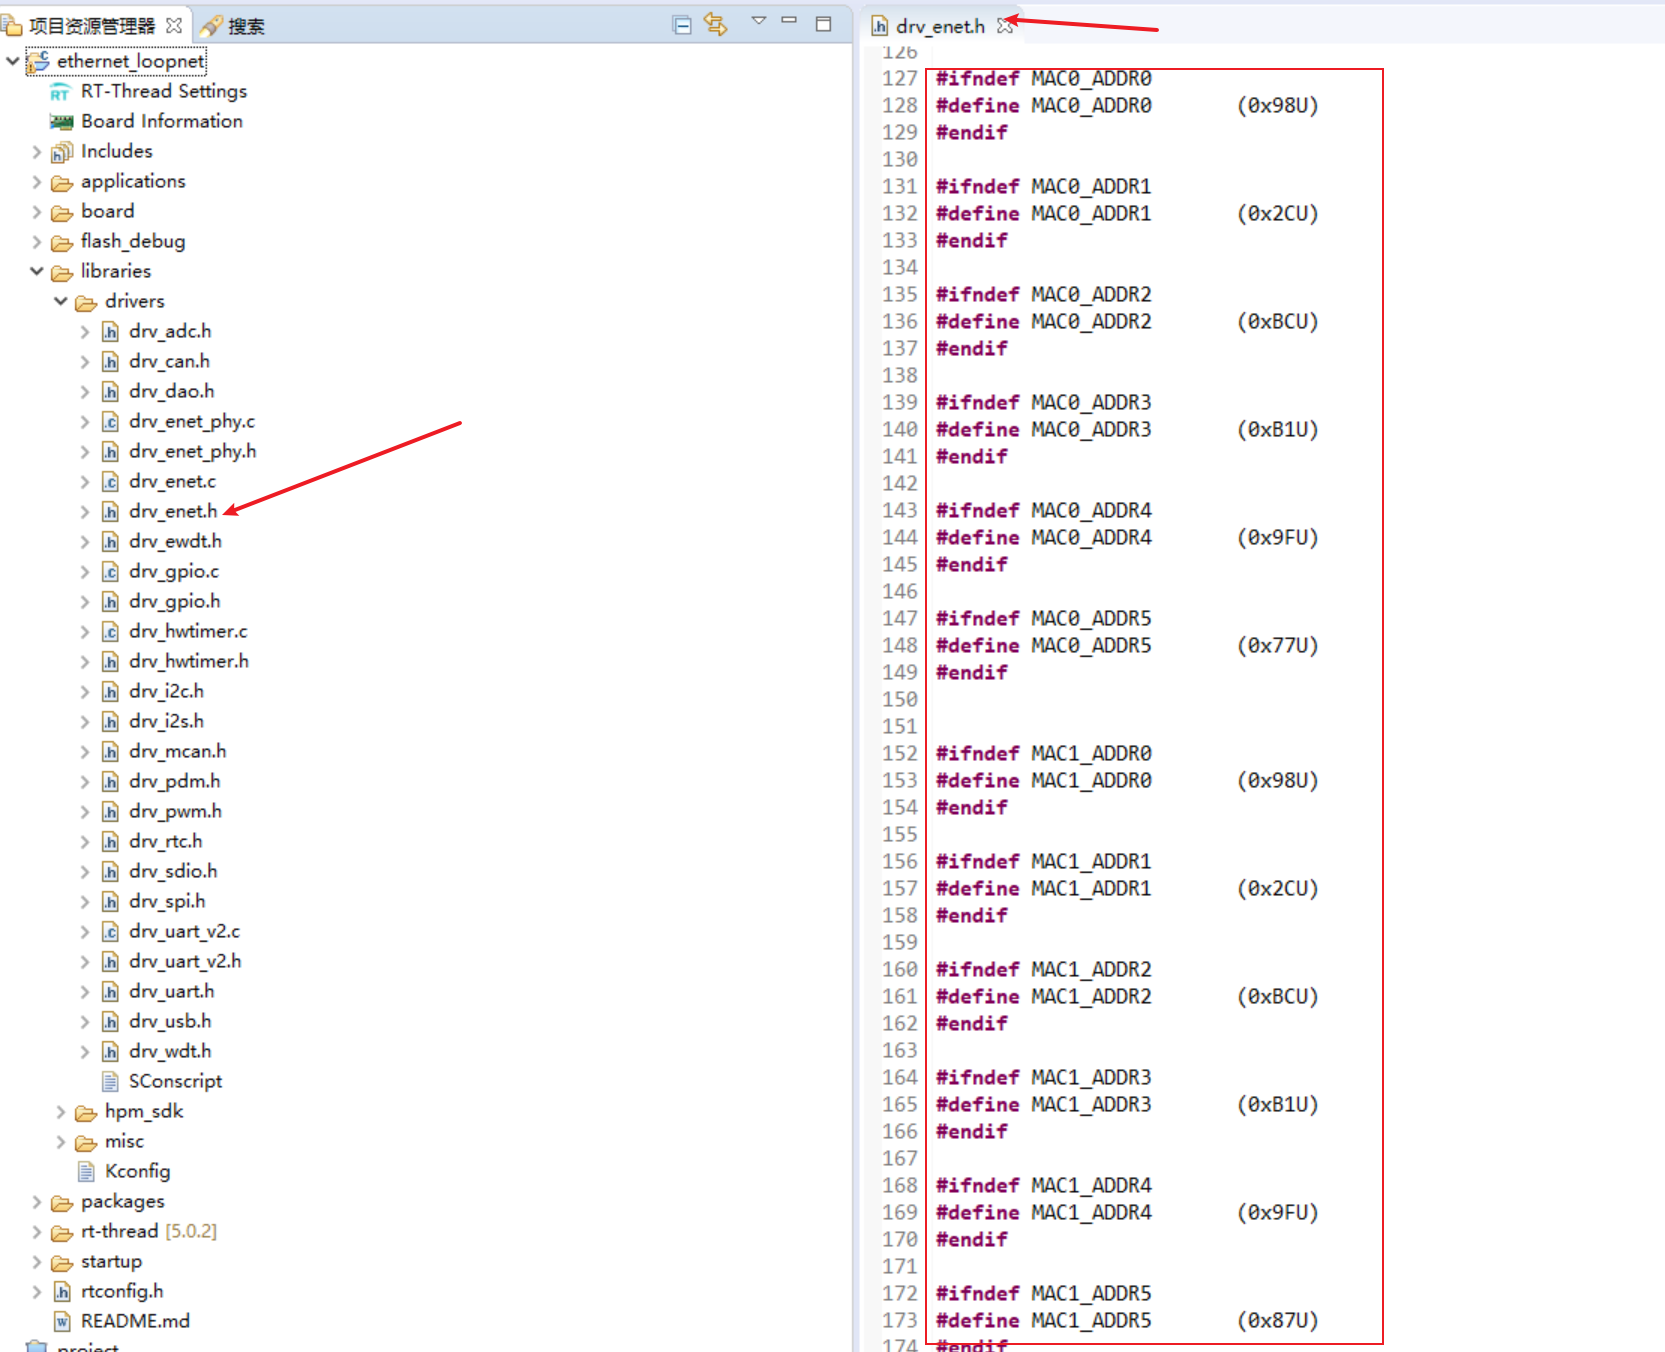 项目资源管理器
搜索
ethernet_loopnet
RT-Thread Settings
Board Information
Includes
applications
board
flash_debug
libraries
drivers
drv_adc.h
drv_can.h
drv_dao.h
drv_enet_phy.c
drv_enet_phy.h
drv_enet.c
drv_enet.h
drv_ewdt.h
drv_gpio.c
drv_gpio.h
drv_hwtimer.c
drv_hwtimer.h
drv_i2c.h
drv_i2s.h
drv_mcan.h
drv_pdm.h
drv_pwm.h
drv_rtc.h
drv_sdio.h
drv_spi.h
drv_uart_v2.c
drv_uart_v2.h
drv_uart.h
drv_usb.h
drv_wdt.h
SConscript
hpm_sdk
misc
Kconfig
packages
rt-thread [5.0.2]
startup
rtconfig.h
README.md
project
drv_enet.h
126
127 #ifndef MAC0_ADDR0
128 #define MAC0_ADDR0 (0x98U)
129 #endif
130
131 #ifndef MAC0_ADDR1
132 #define MAC0_ADDR1 (0x2CU)
133 #endif
134
135 #ifndef MAC0_ADDR2
136 #define MAC0_ADDR2 (0xBCU)
137 #endif
138
139 #ifndef MAC0_ADDR3
140 #define MAC0_ADDR3 (0xB1U)
141 #endif
142
143 #ifndef MAC0_ADDR4
144 #define MAC0_ADDR4 (0x9FU)
145 #endif
146
147 #ifndef MAC0_ADDR5
148 #define MAC0_ADDR5 (0x77U)
149 #endif
150
151
152 #ifndef MAC1_ADDR0
153 #define MAC1_ADDR0 (0x98U)
154 #endif
155
156 #ifndef MAC1_ADDR1
157 #define MAC1_ADDR1 (0x2CU)
158 #endif
159
160 #ifndef MAC1_ADDR2
161 #define MAC1_ADDR2 (0xBCU)
162 #endif
163
164 #ifndef MAC1_ADDR3
165 #define MAC1_ADDR3 (0xB1U)
166 #endif
167
168 #ifndef MAC1_ADDR4
169 #define MAC1_ADDR4 (0x9FU)
170 #endif
171
172 #ifndef MAC1_ADDR5
173 #define MAC1_ADDR5 (0x87U)
174 #endif